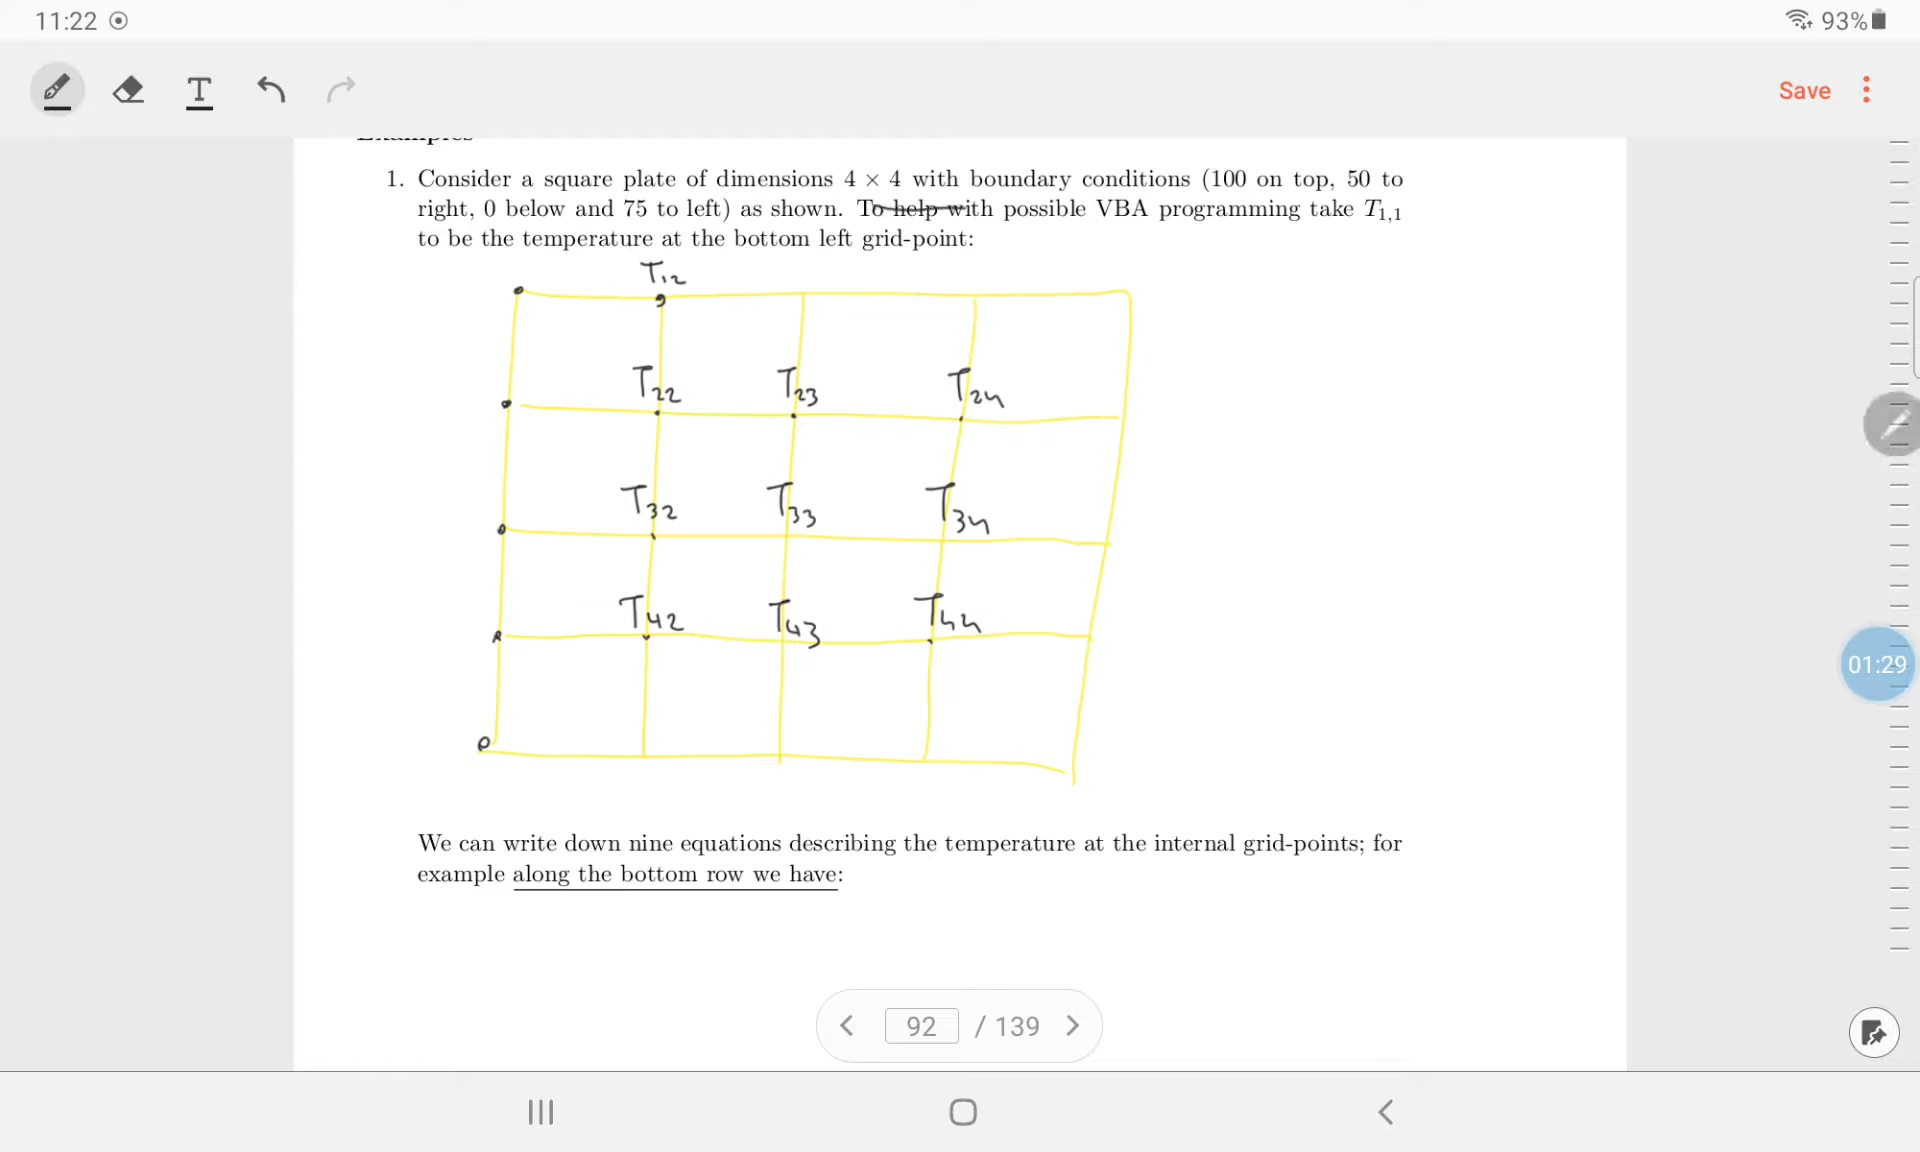 11:22
93%
T
Save
Examples
1. Consider a square plate of dimensions 4 × 4 with boundary conditions (100 on top, 50 to
right, 0 below and 75 to left) as shown. To help with possible VBA programming take T1,1
to be the temperature at the bottom left grid-point:
T12
T22 T23 T24
T32 T33 T34
T42 T43 T44
01:29
We can write down nine equations describing the temperature at the internal grid-points; for
example along the bottom row we have:
92 / 139